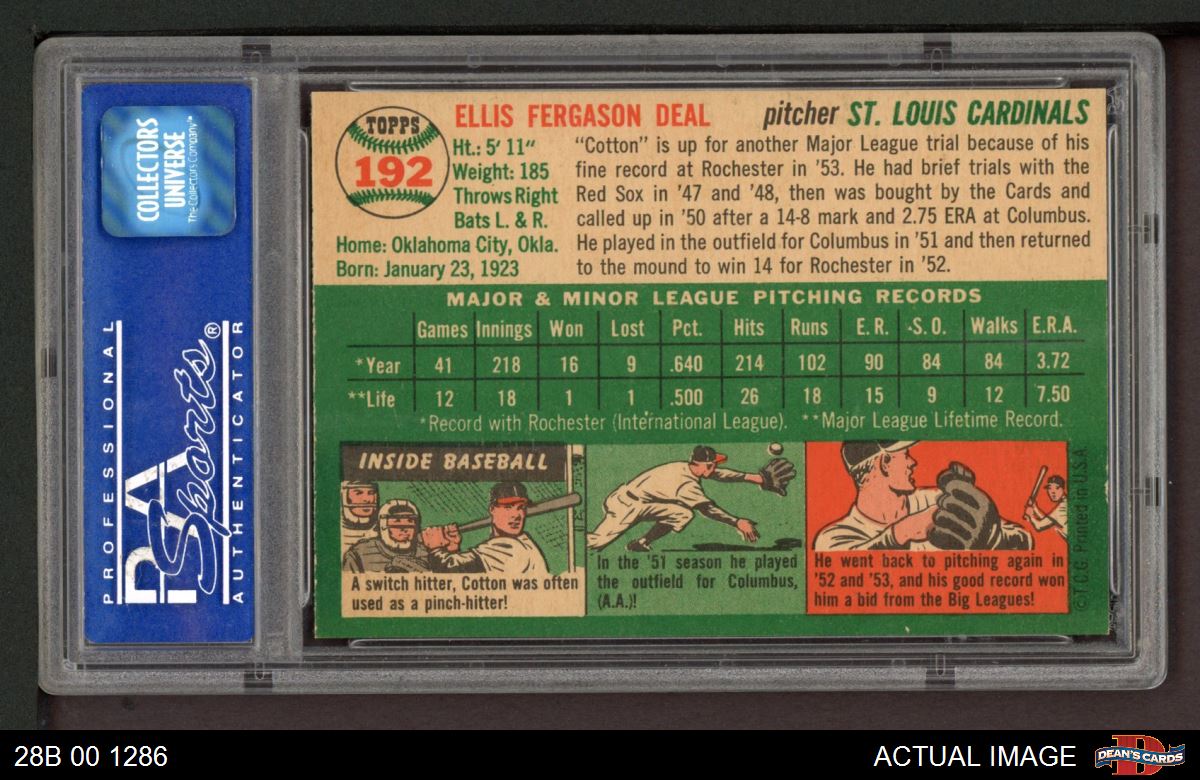 COLLECTORS
UNIVERSE™
The Collectors Company™
PROFESSIONAL
PSA
Sports®
AUTHENTICATOR
TOPPS
192
ELLIS FERGASON DEAL
pitcher ST. LOUIS CARDINALS
Ht.: 5' 11"
Weight: 185
Throws Right
Bats L. & R.
Home: Oklahoma City, Okla.
Born: January 23, 1923
"Cotton" is up for another Major League trial because of his
fine record at Rochester in '53. He had brief trials with the
Red Sox in '47 and '48, then was bought by the Cards and
called up in '50 after a 14-8 mark and 2.75 ERA at Columbus.
He played in the outfield for Columbus in '51 and then returned
to the mound to win 14 for Rochester in '52.
MAJOR & MINOR LEAGUE PITCHING RECORDS
Games Innings Won Lost Pct. Hits Runs E. R. S. O. Walks E.R.A.
*Year 41 218 16 9 .640 214 102 90 84 84 3.72
**Life 12 18 1 1 .500 26 18 15 9 12 7.50
*Record with Rochester (International League). **Major League Lifetime Record.
INSIDE BASEBALL
A switch hitter, Cotton was often
used as a pinch-hitter!
In the '51 season he played
the outfield for Columbus,
(A.A.)!
He went back to pitching again in
'52 and '53, and his good record won
him a bid from the Big Leagues!
©T.C.G. Printed in U.S.A.
28B 00 1286
ACTUAL IMAGE
DEAN'S CARDS